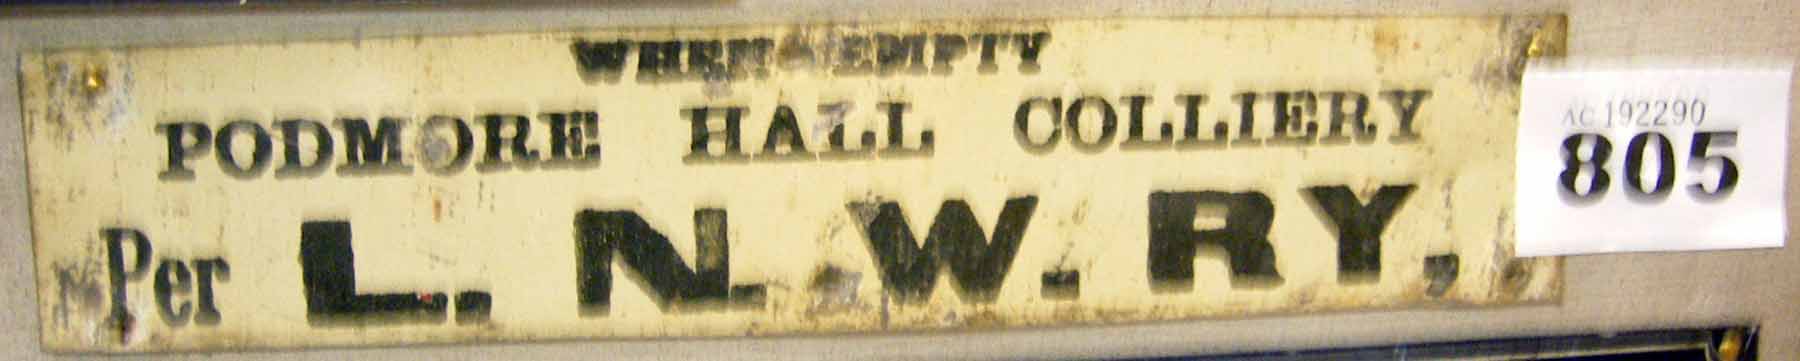 WHEN EMPTY
PODMORE HALL COLLIERY
Per L. N. W. RY,
AC 192290
805